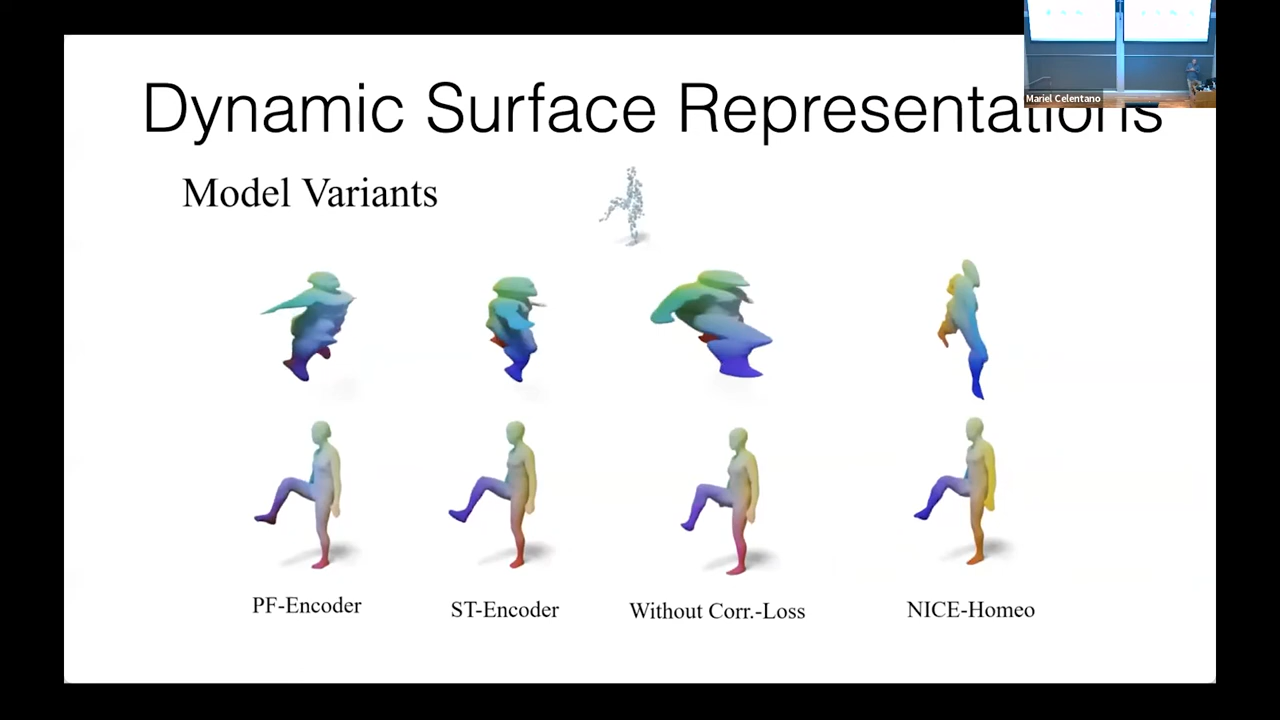 Dynamic Surface Representations
Mariel Celentano
Model Variants
PF-Encoder
ST-Encoder
Without Corr.-Loss
NICE-Homeo